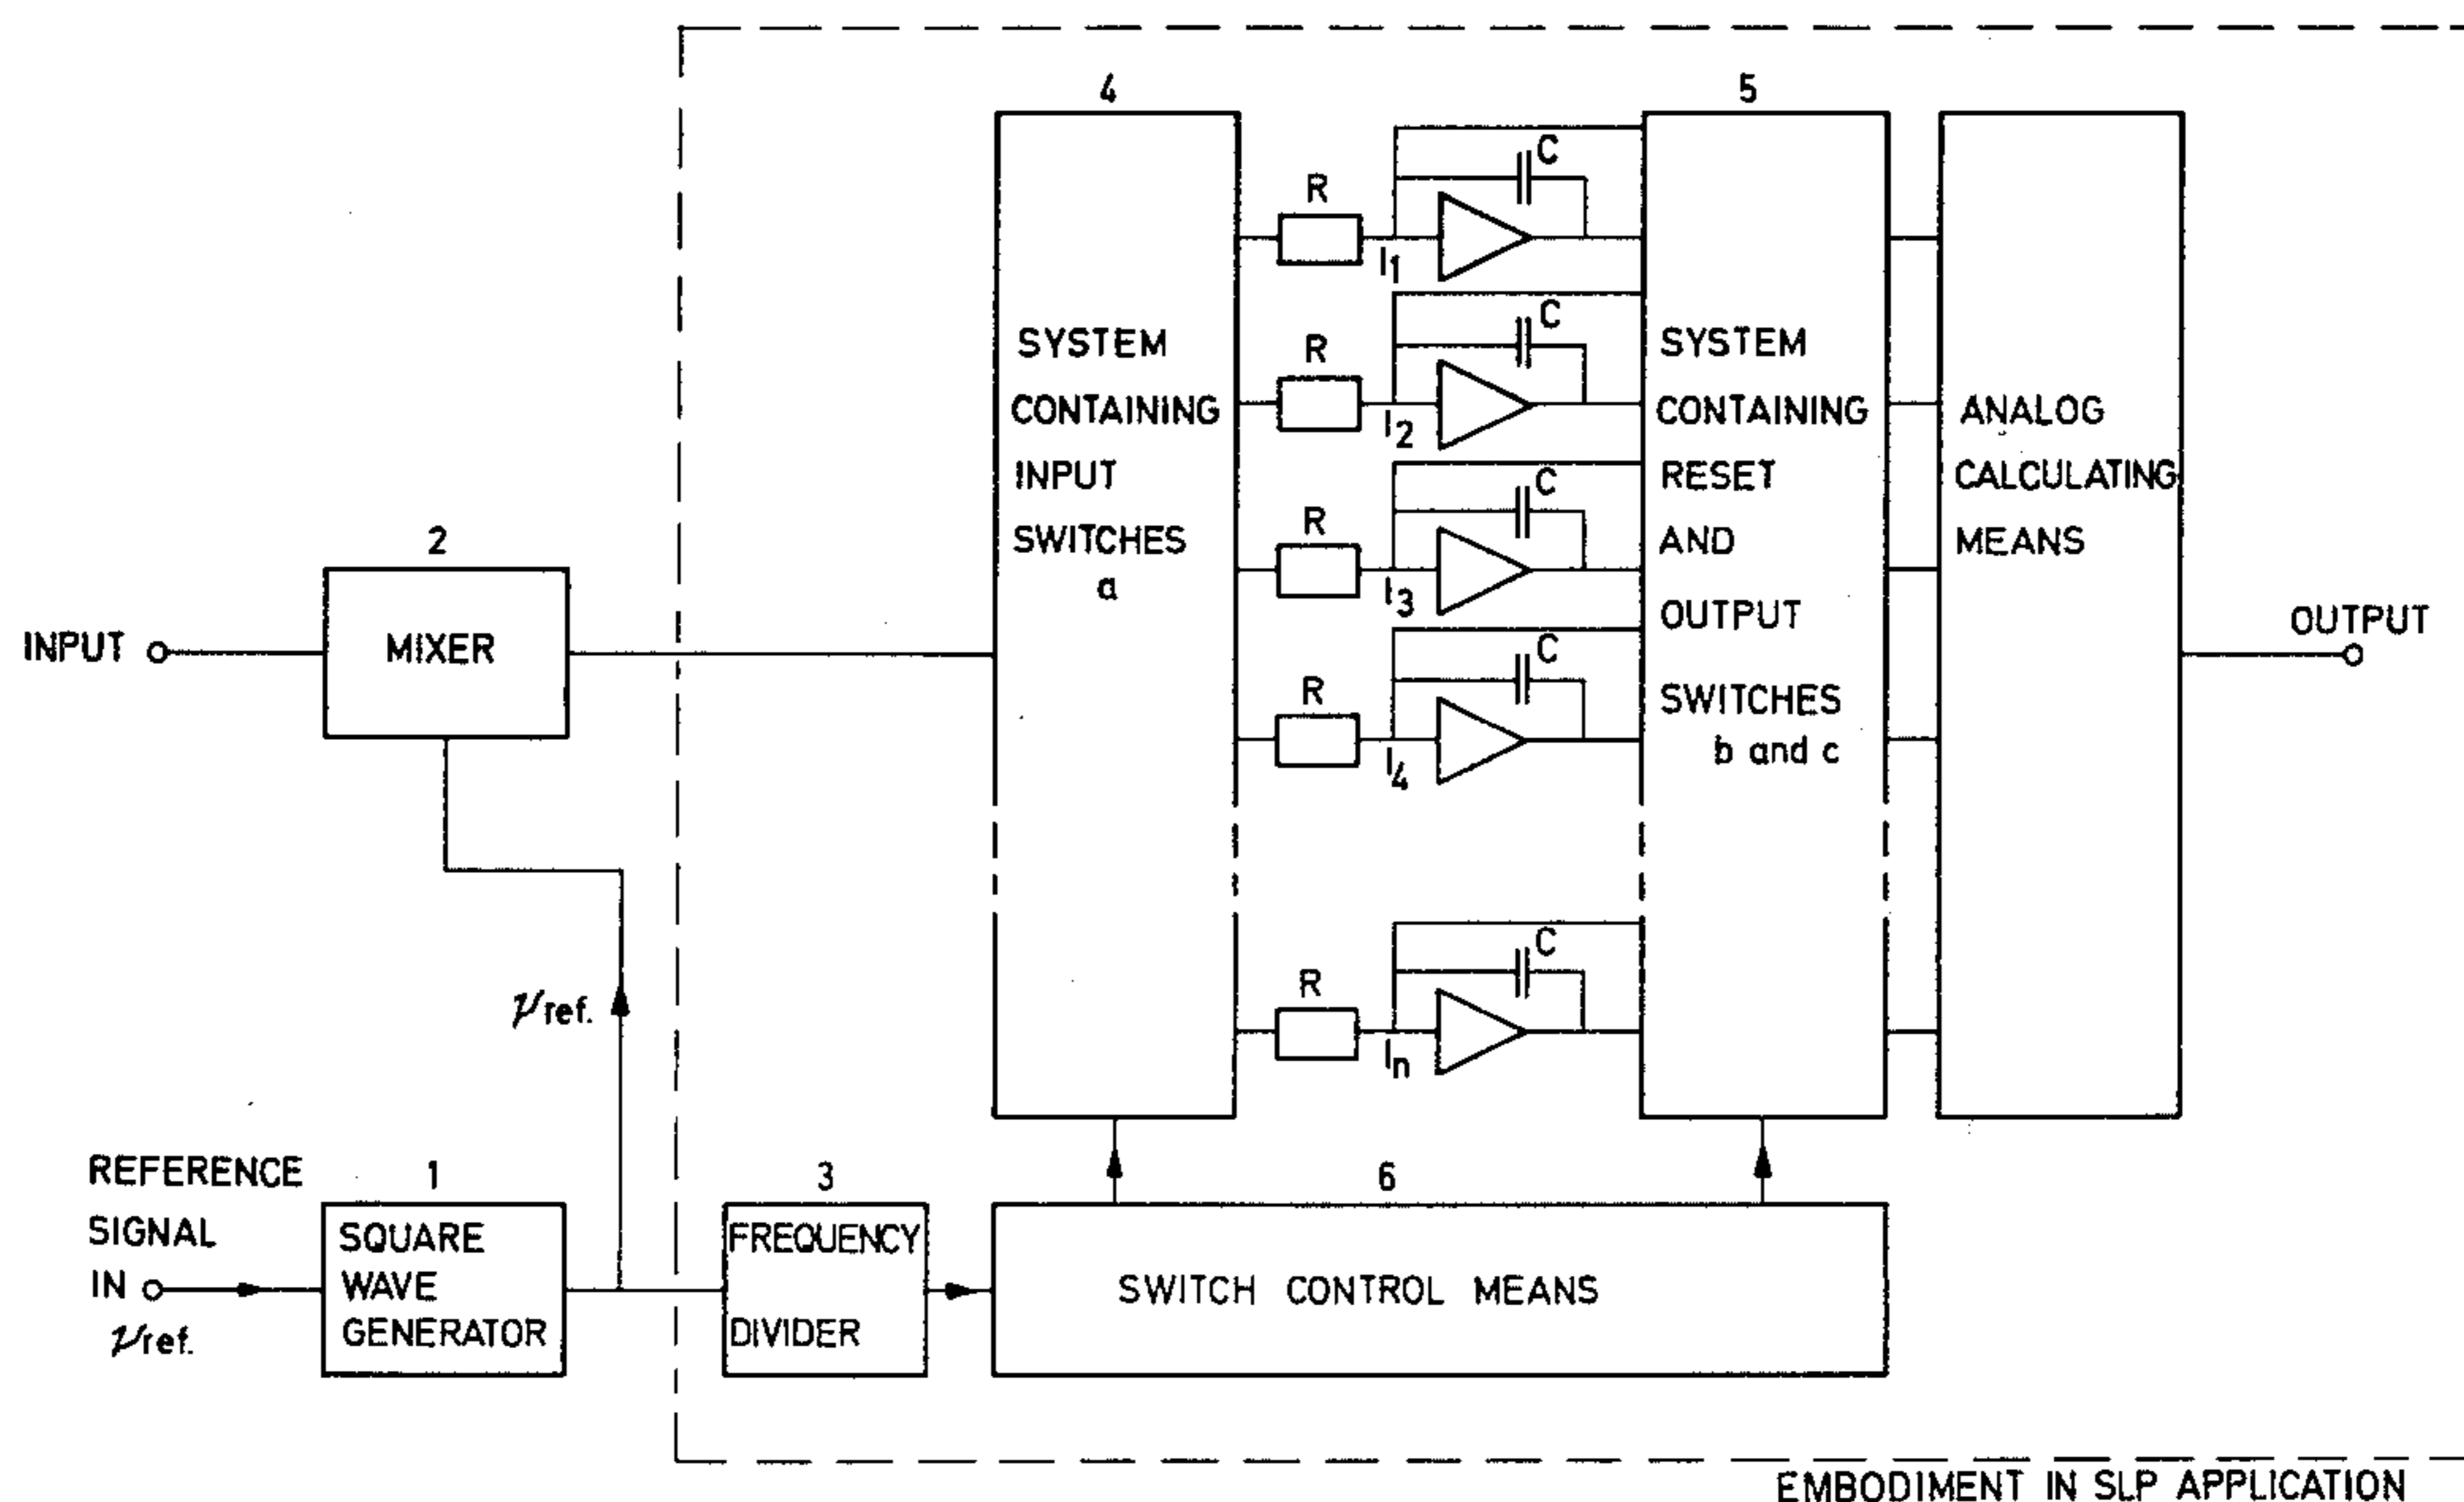 4
5
SYSTEM
CONTAINING
INPUT
SWITCHES
a
R
C
I1
R
C
I2
R
C
I3
R
C
I4
R
C
In
SYSTEM
CONTAINING
RESET
AND
OUTPUT
SWITCHES
b and c
ANALOG
CALCULATING
MEANS
OUTPUT
2
INPUT
MIXER
νref.
REFERENCE
SIGNAL
IN
νref.
1
SQUARE
WAVE
GENERATOR
3
FREQUENCY
DIVIDER
6
SWITCH CONTROL MEANS
EMBODIMENT IN SLP APPLICATION